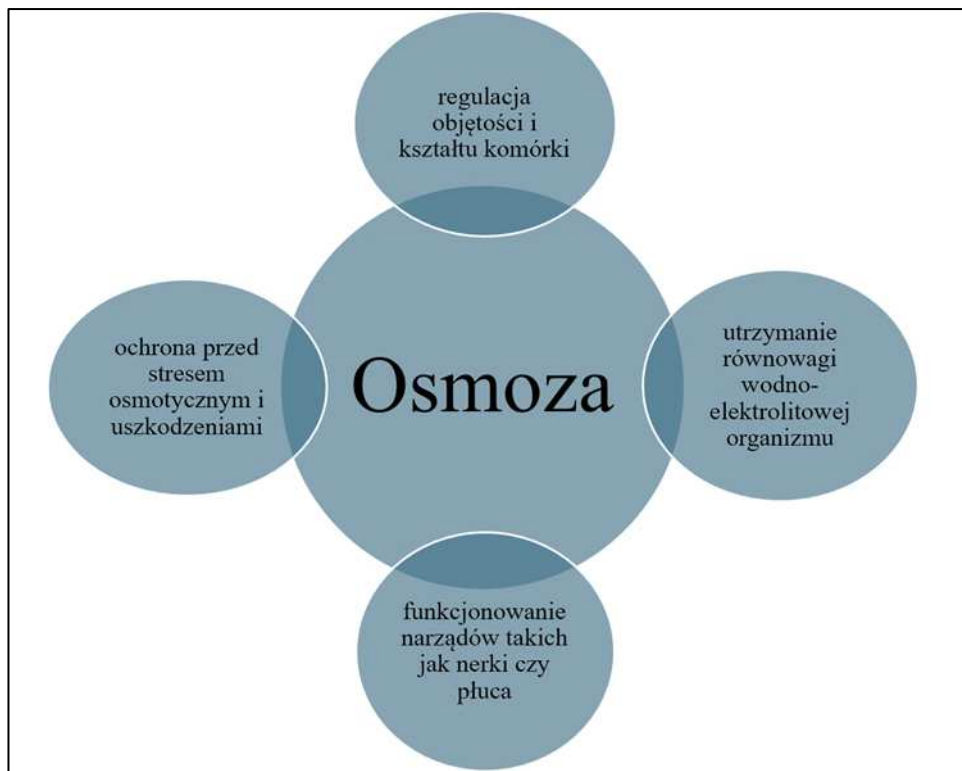 regulacja
objętości i
kształtu komórki
ochrona przed
stresem
osmotycznym i
uszkodzeniami
Osmoza
utrzymanie
równowagi
wodno-
elektrolitowej
organizmu
funkcjonowanie
narządów takich
jak nerki czy
płuca